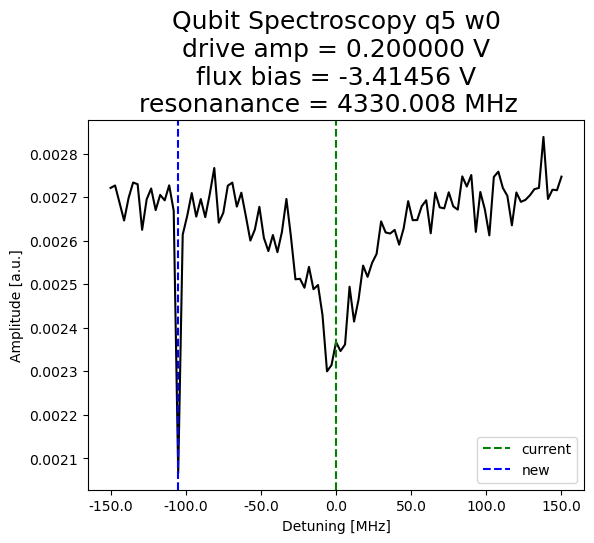 Qubit Spectroscopy q5 w0
drive amp = 0.200000 V
flux bias = -3.41456 V
resonanance = 4330.008 MHz
0.0028
0.0027
0.0026
0.0025
0.0024
0.0023
0.0022
0.0021
Amplitude [a.u.]
current
new
-150.0 -100.0 -50.0 0.0 50.0 100.0 150.0
Detuning [MHz]